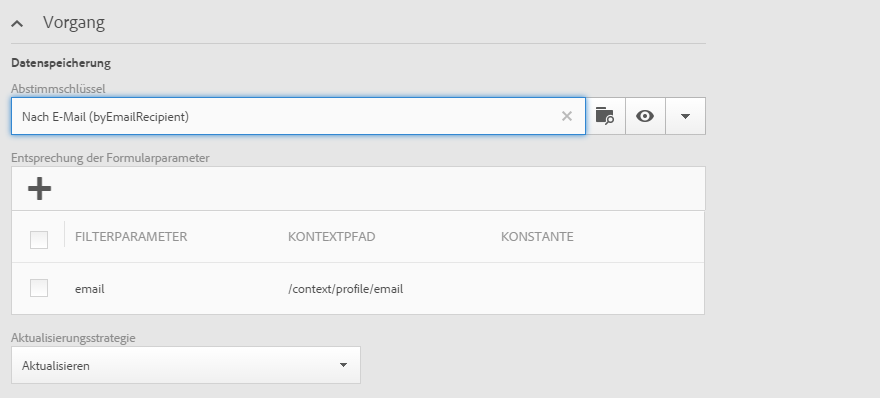 Vorgang
Datenspeicherung
Abstimmschlüssel
Nach E-Mail (byEmailRecipient)
Entsprechung der Formularparameter
FILTERPARAMETER KONTEXTPFAD KONSTANTE
email /context/profile/email
Aktualisierungsstrategie
Aktualisieren